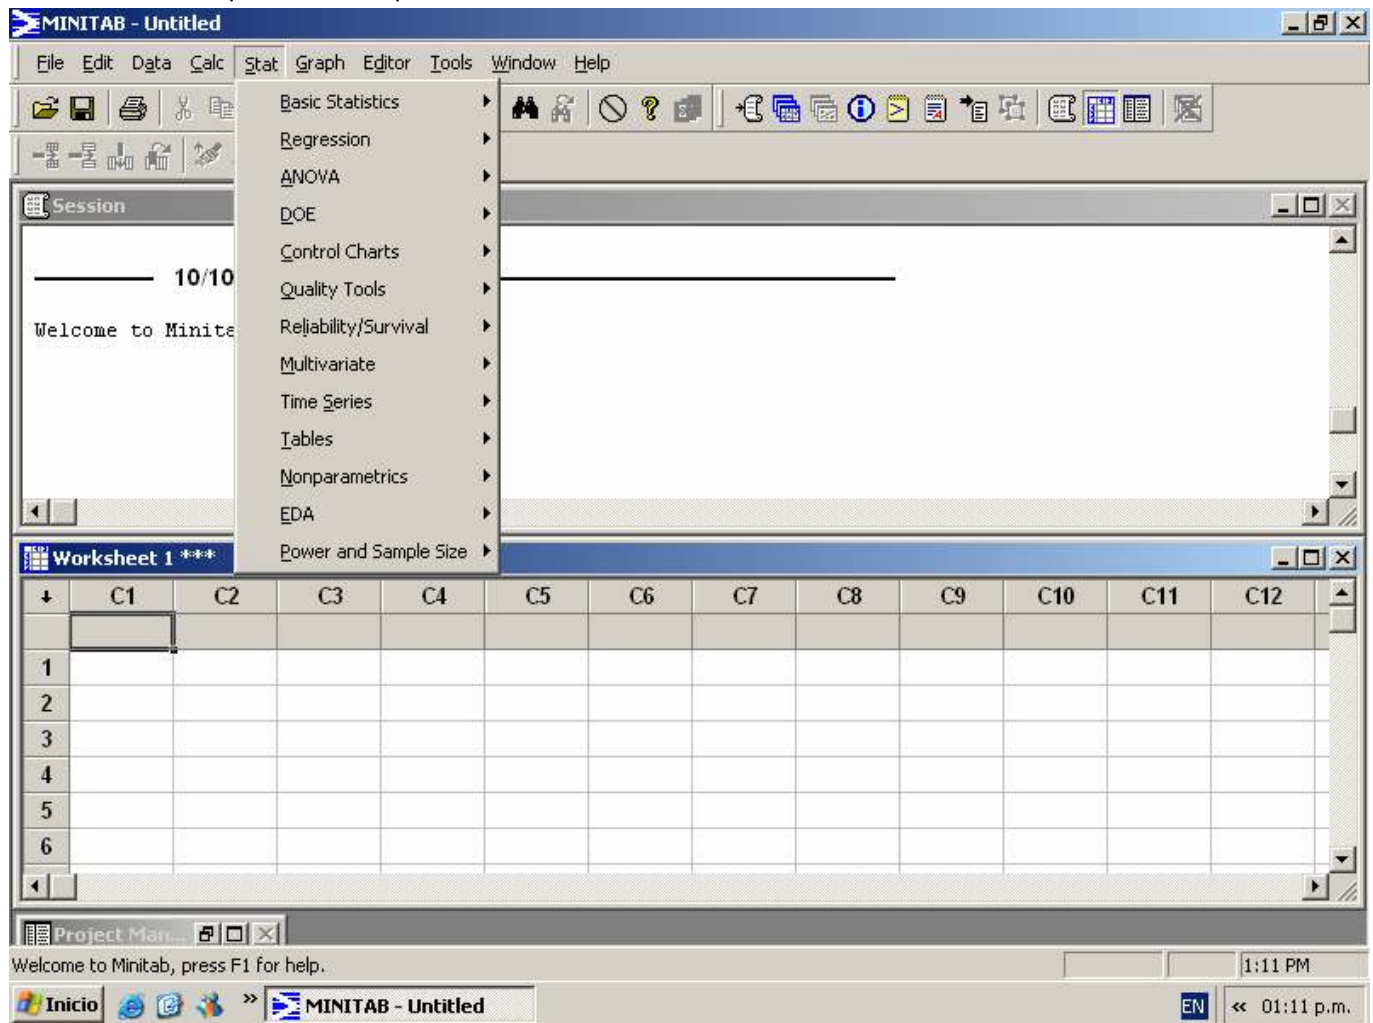 MINITAB - Untitled
File Edit Data Calc Stat Graph Editor Tools Window Help
Basic Statistics
Regression
ANOVA
DOE
Control Charts
Quality Tools
Reliability/Survival
Multivariate
Time Series
Tables
Nonparametrics
EDA
Power and Sample Size
Session
10/10
Welcome to Minita
Worksheet 1 ***
C1 C2 C3 C4 C5 C6 C7 C8 C9 C10 C11 C12
1
2
3
4
5
6
Project Man...
Welcome to Minitab, press F1 for help.
1:11 PM
Inicio » MINITAB - Untitled EN « 01:11 p.m.